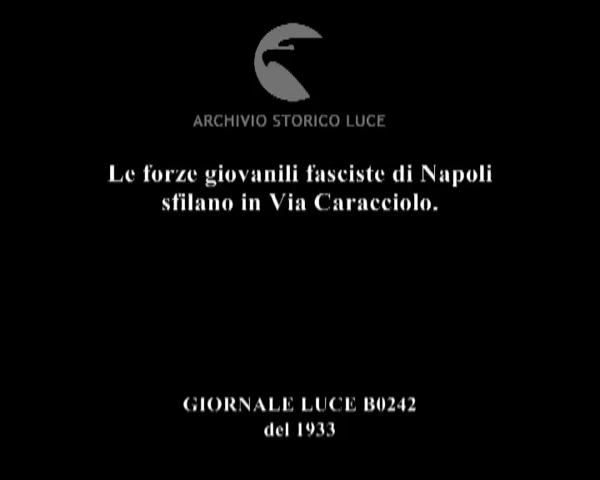 ARCHIVIO STORICO LUCE
Le forze giovanili fasciste di Napoli
sfilano in Via Caracciolo.
GIORNALE LUCE B0242
del 1933